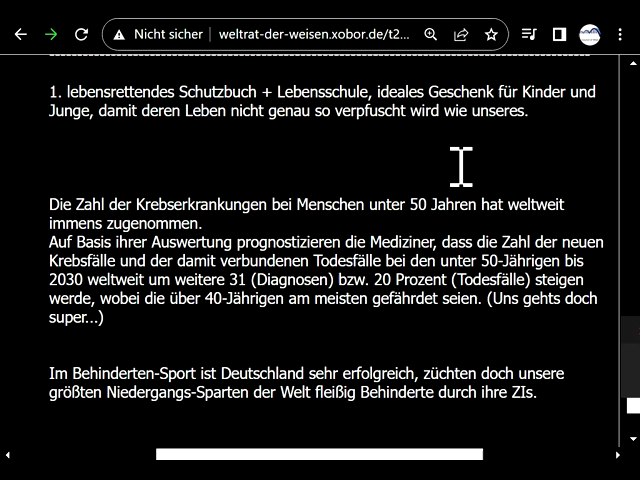 Nicht sicher weltrat-der-weisen.xobor.de/t2...
1. lebensrettendes Schutzbuch + Lebensschule, ideales Geschenk für Kinder und
Junge, damit deren Leben nicht genau so verpfuscht wird wie unseres.
Die Zahl der Krebserkrankungen bei Menschen unter 50 Jahren hat weltweit
immens zugenommen.
Auf Basis ihrer Auswertung prognostizieren die Mediziner, dass die Zahl der neuen
Krebsfälle und der damit verbundenen Todesfälle bei den unter 50-Jährigen bis
2030 weltweit um weitere 31 (Diagnosen) bzw. 20 Prozent (Todesfälle) steigen
werde, wobei die über 40-Jährigen am meisten gefährdet seien. (Uns gehts doch
super...)
Im Behinderten-Sport ist Deutschland sehr erfolgreich, züchten doch unsere
größten Niedergangs-Sparten der Welt fleißig Behinderte durch ihre ZIs.